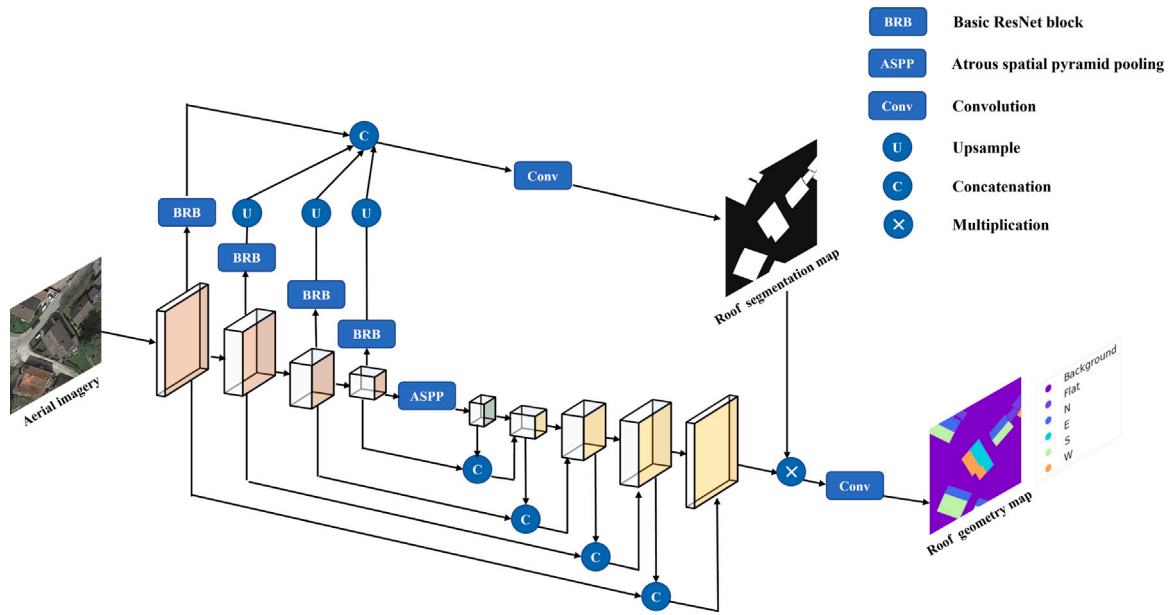 BRB Basic ResNet block
ASPP Atrous spatial pyramid pooling
Conv Convolution
U Upsample
C Concatenation
× Multiplication
C
Conv
BRB
U
U
U
BRB
BRB
BRB
ASPP
Aerial imagery
Roof segmentation map
C
C
C
C
×
Conv
Roof geometry map
Background
Flat
N
E
S
W